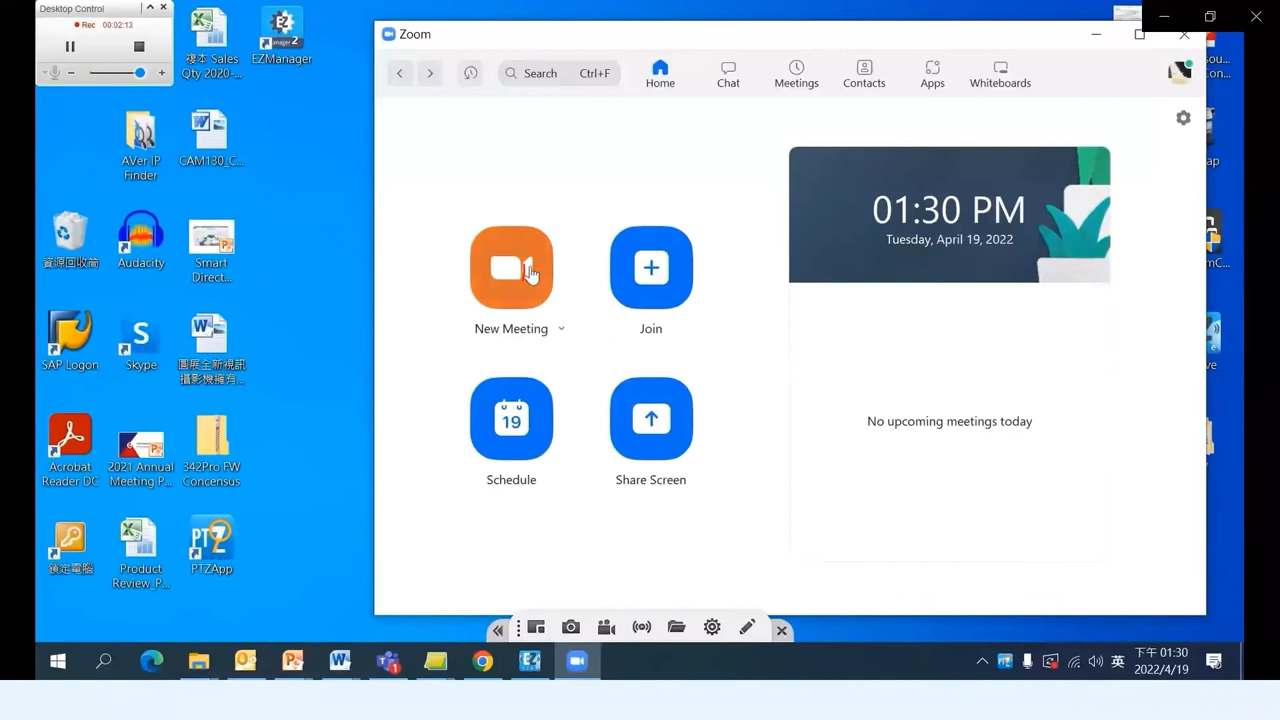 Desktop Control
Rec 00:02:13
複本 Sales
Qty 2020-...
EZManager
AVer IP
Finder
CAM130_C...
資源回收筒
Audacity
Smart
Direct...
SAP Logon
Skype
圓展全新視訊
攝影機擁有...
Acrobat
Reader DC
2021 Annual
Meeting P...
342Pro FW
Concensus
鎖定電腦
Product
Review_P...
PTZApp
Zoom
Search Ctrl+F
Home
Chat
Meetings
Contacts
Apps
Whiteboards
01:30 PM
Tuesday, April 19, 2022
New Meeting
Join
19
Schedule
Share Screen
No upcoming meetings today
英
下午 01:30
2022/4/19